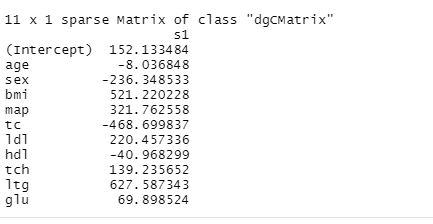 11 x 1 sparse Matrix of class "dgCMatrix"
s1
(Intercept) 152.133484
age -8.036848
sex -236.348533
bmi 521.220228
map 321.762558
tc -468.699837
ldl 220.457336
hdl -40.968299
tch 139.235652
ltg 627.587343
glu 69.898524